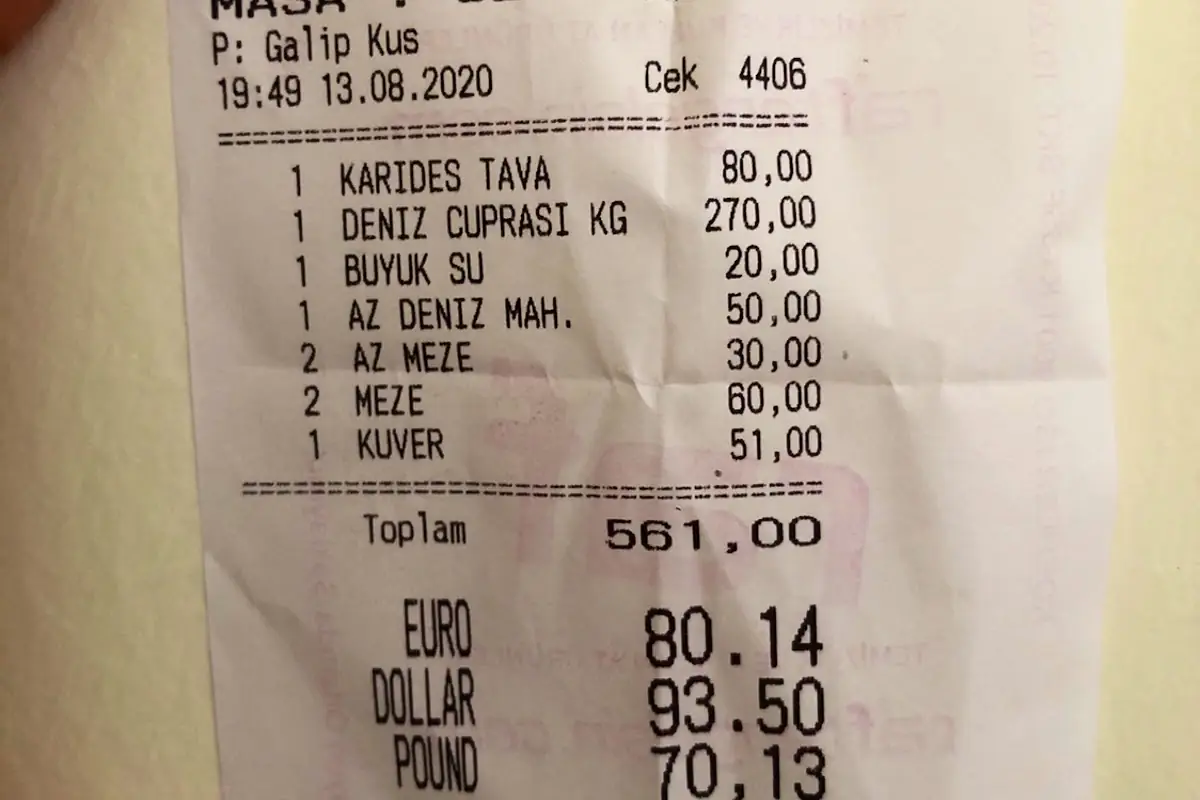 MASA
P: Galip Kus
19:49 13.08.2020 Cek 4406
1 KARIDES TAVA 80,00
1 DENIZ CUPRASI KG 270,00
1 BUYUK SU 20,00
1 AZ DENIZ MAH. 50,00
2 AZ MEZE 30,00
2 MEZE 60,00
1 KUVER 51,00
Toplam 561,00
EURO 80.14
DOLLAR 93.50
POUND 70,13